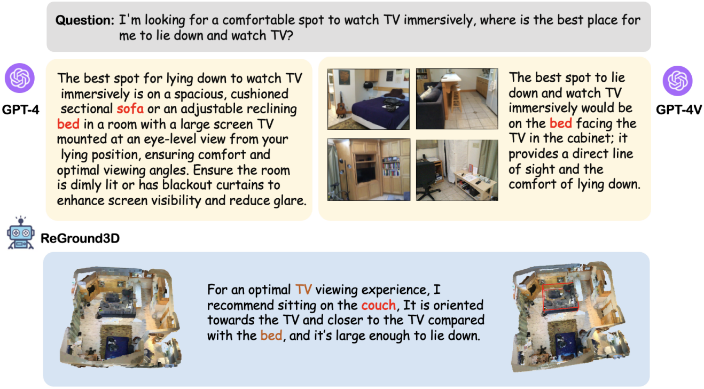 Question: I'm looking for a comfortable spot to watch TV immersively, where is the best place for
me to lie down and watch TV?
GPT-4
The best spot for lying down to watch TV
immersively is on a spacious, cushioned
sectional sofa or an adjustable reclining
bed in a room with a large screen TV
mounted at an eye-level view from your
lying position, ensuring comfort and
optimal viewing angles. Ensure the room
is dimly lit or has blackout curtains to
enhance screen visibility and reduce glare.
The best spot to lie
down and watch TV
immersively would be
on the bed facing the
TV in the cabinet; it
provides a direct line
of sight and the
comfort of lying down.
GPT-4V
ReGround3D
For an optimal TV viewing experience, I
recommend sitting on the couch, It is oriented
towards the TV and closer to the TV compared
with the bed, and it's large enough to lie down.